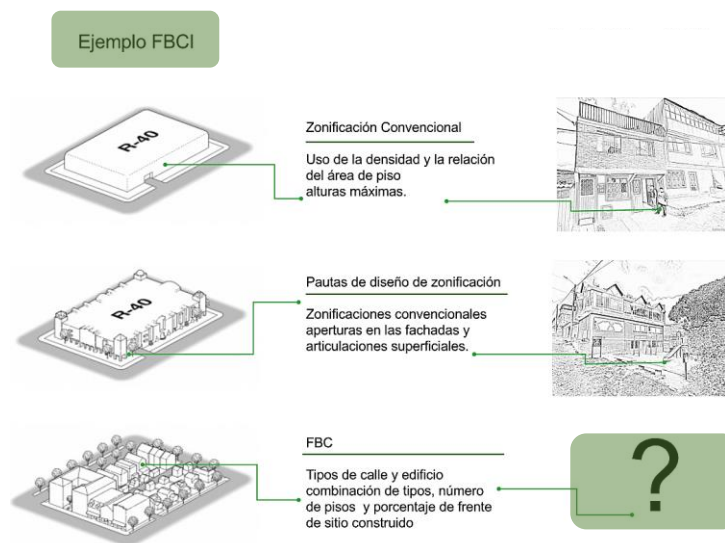 Ejemplo FBCI
R-40
Zonificación Convencional
Uso de la densidad y la relación
del área de piso
alturas máximas.
R-40
Pautas de diseño de zonificación
Zonificaciones convencionales
aperturas en las fachadas y
articulaciones superficiales.
FBC
Tipos de calle y edificio
combinación de tipos, número
de pisos y porcentaje de frente
de sitio construido
?